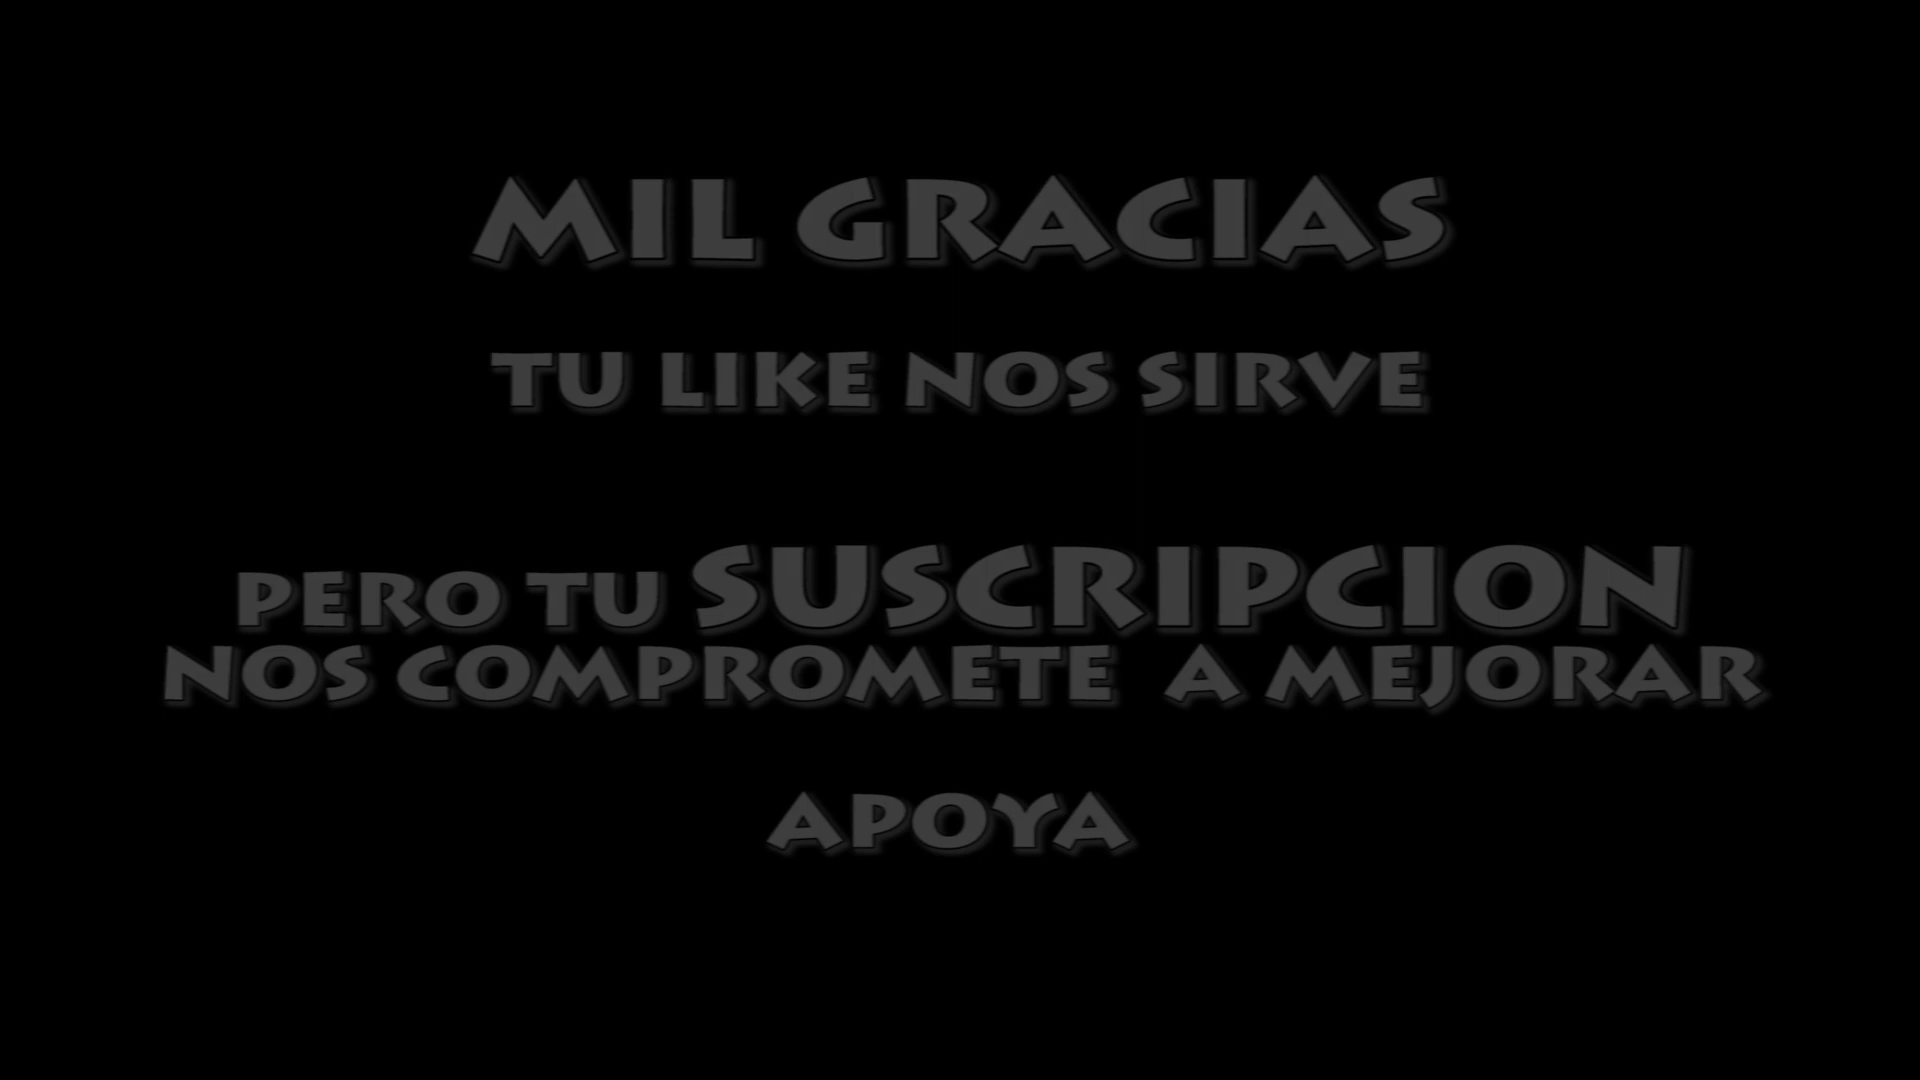 MIL GRACIAS
TU LIKE NOS SIRVE
PERO TU SUSCRIPCION
NOS COMPROMETE A MEJORAR
APOYA